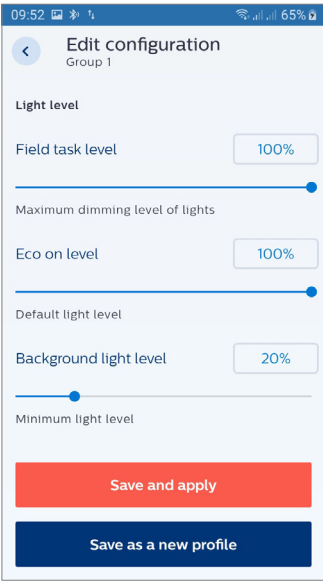 09:52 65%
Edit configuration
Group 1
Light level
Field task level 100%
Maximum dimming level of lights
Eco on level 100%
Default light level
Background light level 20%
Minimum light level
Save and apply
Save as a new profile